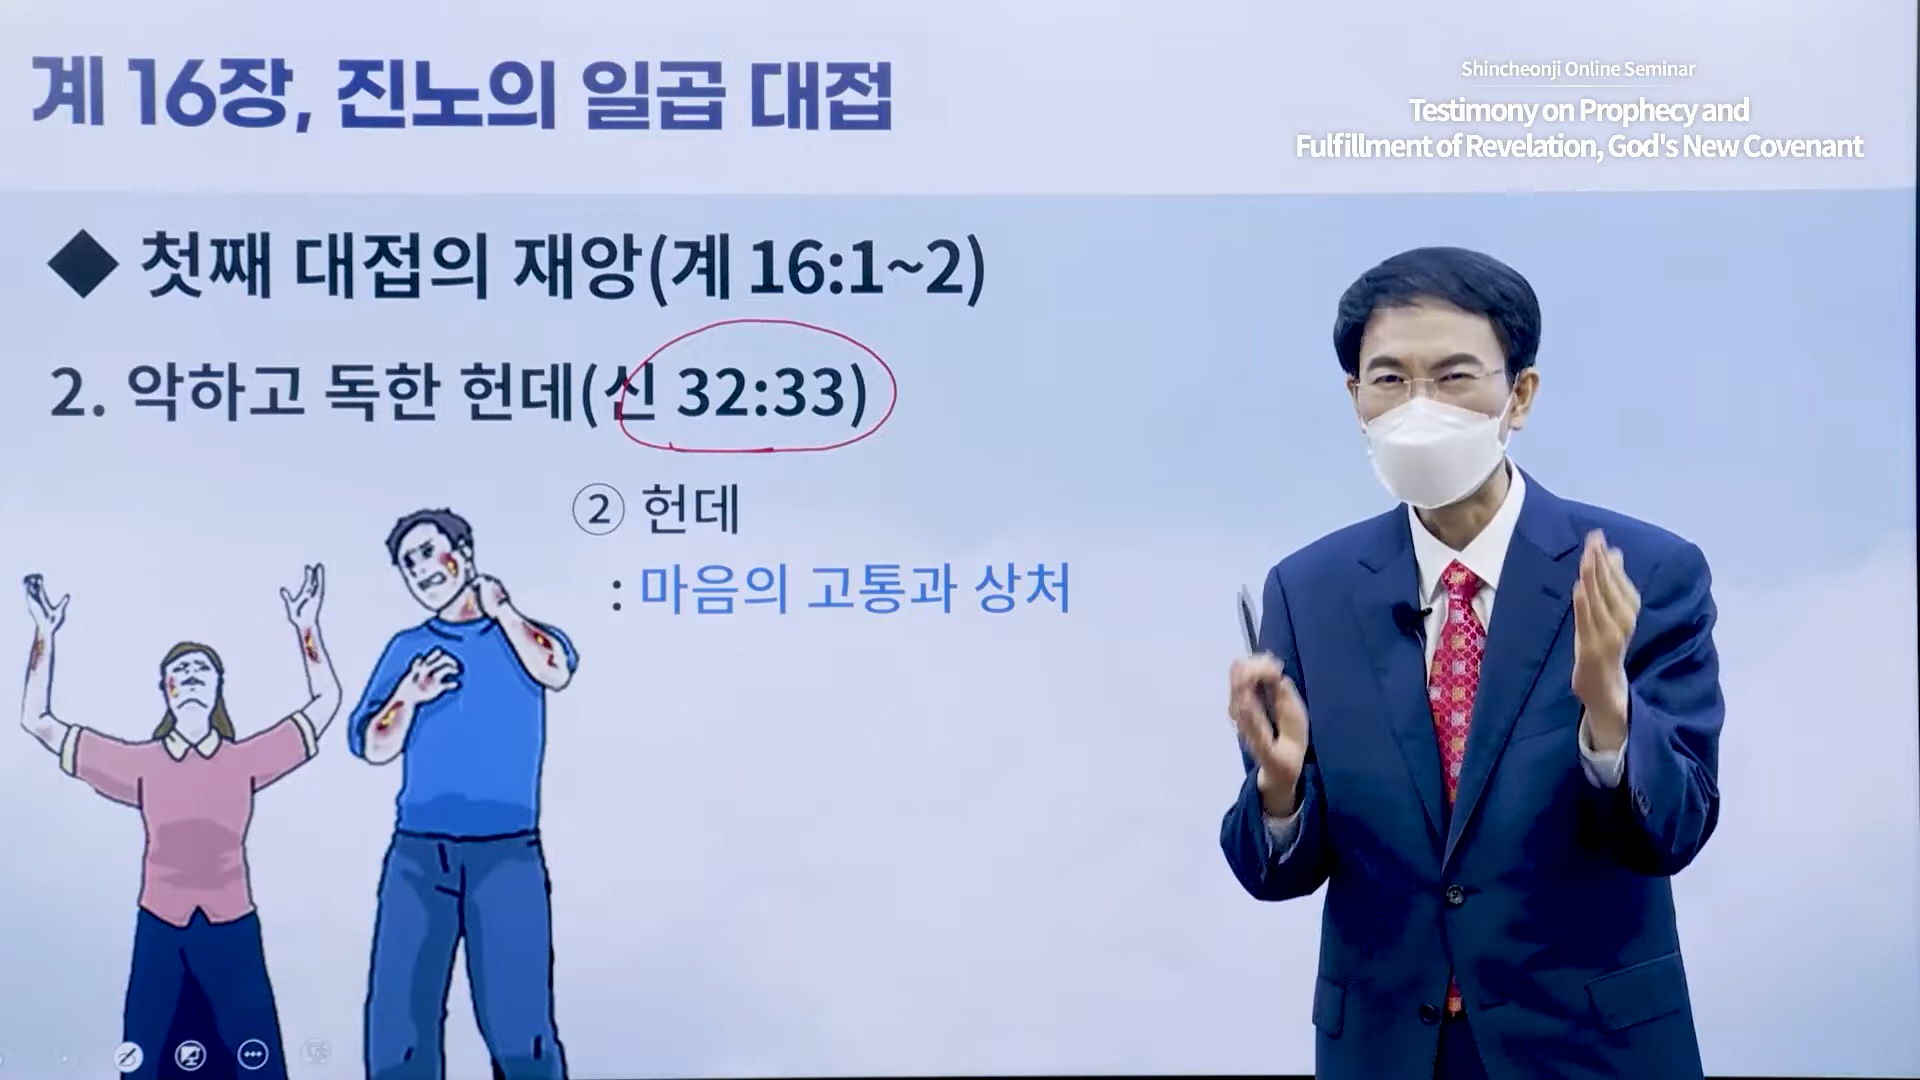 계 16장, 진노의 일곱 대접
Shincheonji Online Seminar
Testimony on Prophecy and
Fulfillment of Revelation, God's New Covenant
◆ 첫째 대접의 재앙(계 16:1~2)
2. 악하고 독한 헌데(신 32:33)
② 헌데
: 마음의 고통과 상처